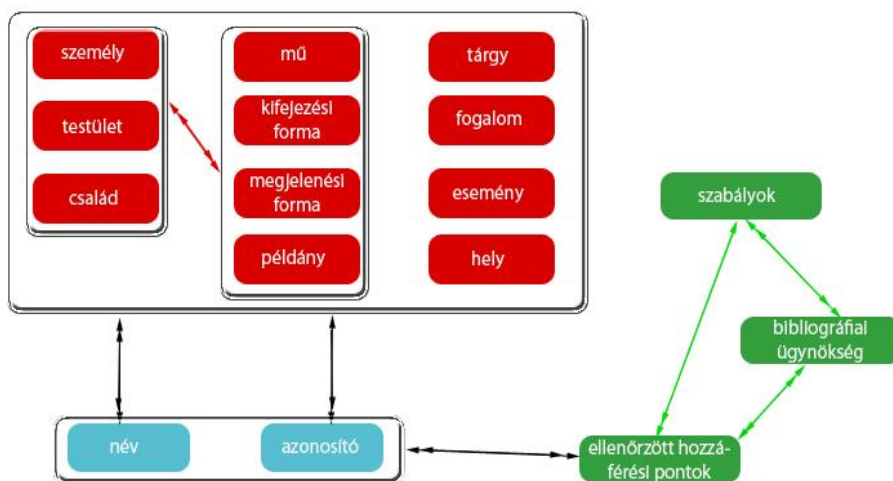 személy
testület
család
mű
kifejezési
forma
megjelenési
forma
példány
tárgy
fogalom
esemény
hely
szabályok
bibliográfiai
ügynökség
név
azonosító
ellenőrzött hozzá-
férési pontok